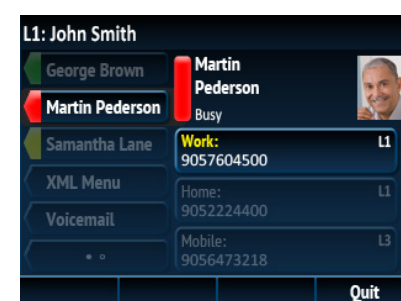 L1: John Smith
George Brown
Martin Pederson
Samantha Lane
XML Menu
Voicemail
Martin
Pederson
Busy
Work: L1
9057604500
Home: L1
9052224400
Mobile: L3
9056473218
Quit